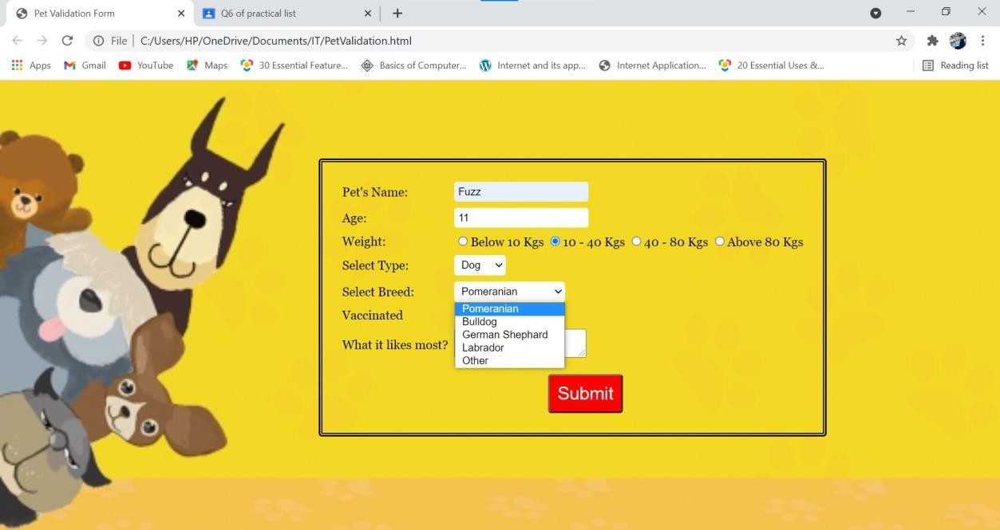 Pet Validation Form
Q6 of practical list
File
C:/Users/HP/OneDrive/Documents/IT/PetValidation.html
Apps
Gmail
YouTube
Maps
30 Essential Feature...
Basics of Computer...
Internet and its app...
Internet Application...
20 Essential Uses &...
Reading list
Pet's Name: Fuzz
Age: 11
Weight: Below 10 Kgs 10 - 40 Kgs 40 - 80 Kgs Above 80 Kgs
Select Type: Dog
Select Breed: Pomeranian
Pomeranian
Vaccinated
Bulldog
German Shephard
What it likes most?
Labrador
Other
Submit